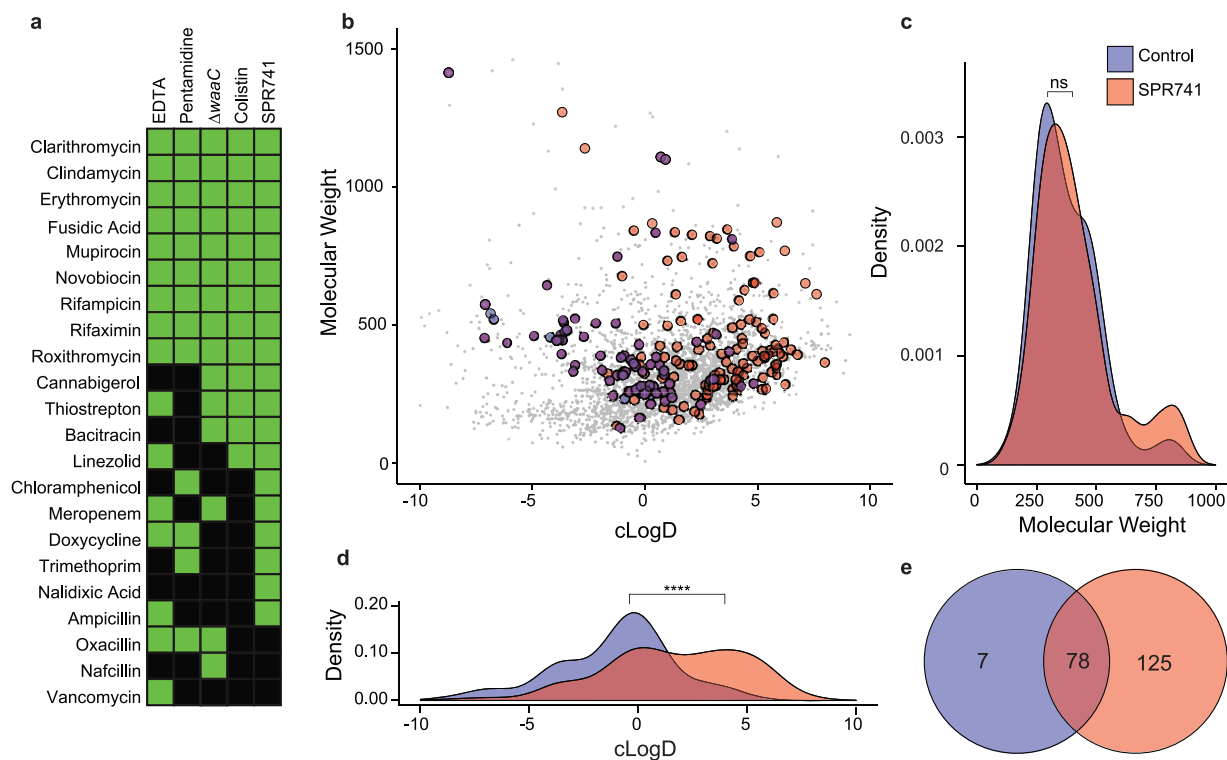 a
EDTA
Pentamidine
ΔwaaC
Colistin
SPR741
Clarithromycin
Clindamycin
Erythromycin
Fusidic Acid
Mupirocin
Novobiocin
Rifampicin
Rifaximin
Roxithromycin
Cannabigerol
Thiostrepton
Bacitracin
Linezolid
Chloramphenicol
Meropenem
Doxycycline
Trimethoprim
Nalidixic Acid
Ampicillin
Oxacillin
Nafcillin
Vancomycin
b
Molecular Weight
1500
1000
500
0
-10
-5
0
5
10
cLogD
c
Control
SPR741
ns
Density
0.003
0.002
0.001
0
0
250
500
750
1000
Molecular Weight
d
****
Density
0.20
0.10
0.00
-10
-5
0
5
10
cLogD
e
7
78
125